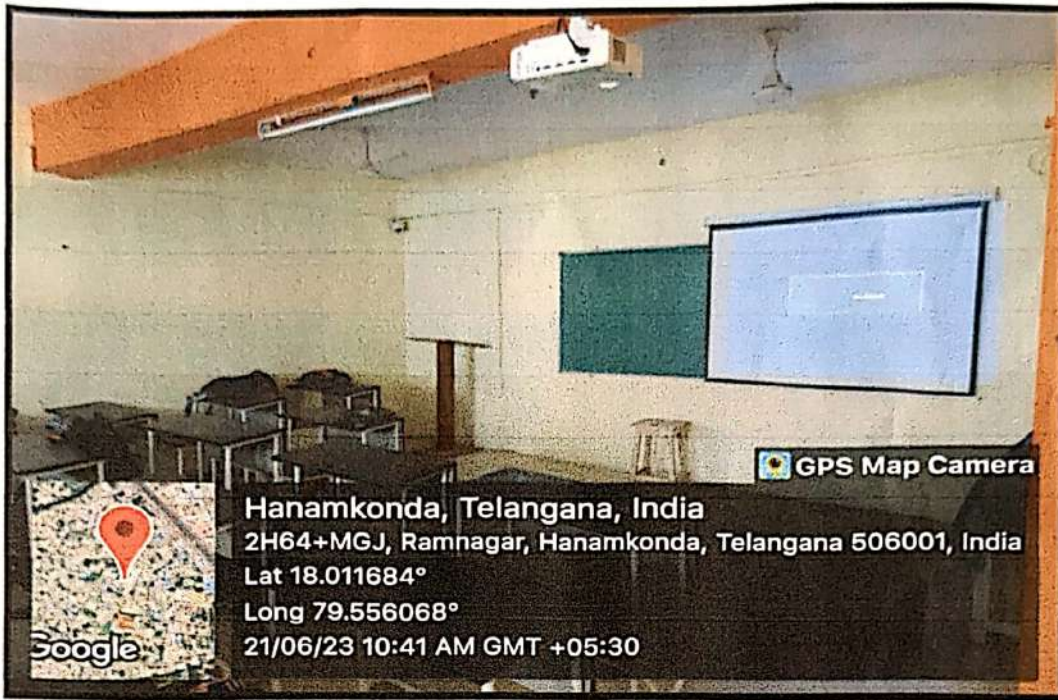 GPS Map Camera
Hanamkonda, Telangana, India
2H64+MGJ, Ramnagar, Hanamkonda, Telangana 506001, India
Lat 18.011684°
Long 79.556068°
21/06/23 10:41 AM GMT +05:30
Google